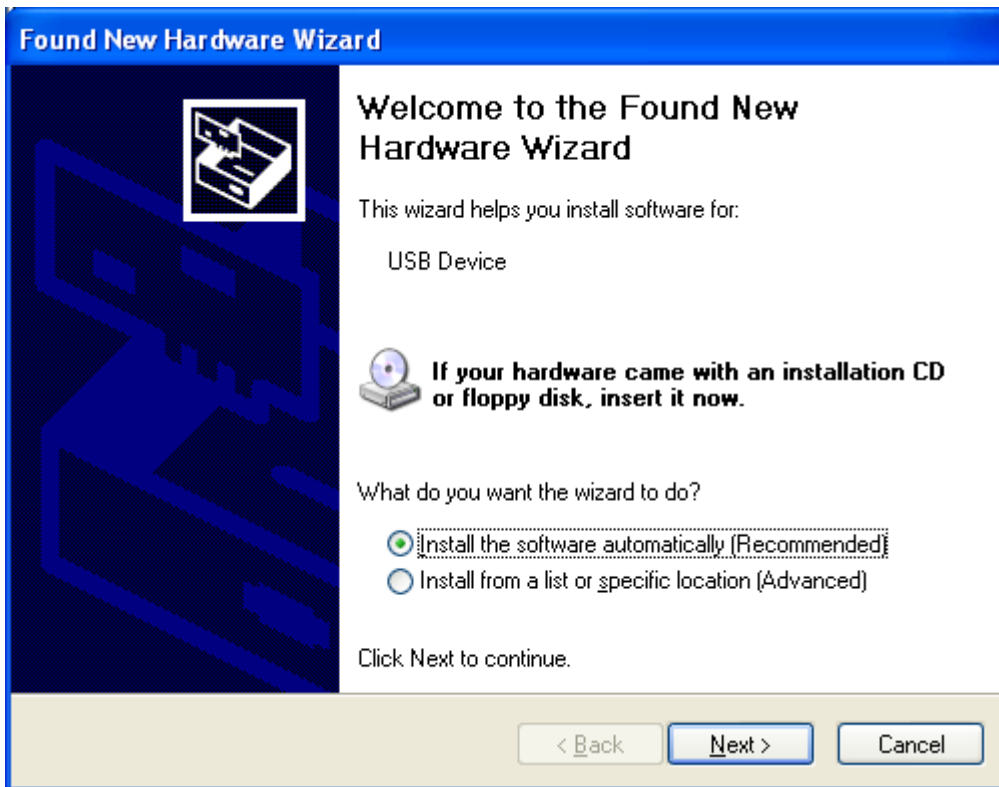 Found New Hardware Wizard
Welcome to the Found New
Hardware Wizard
This wizard helps you install software for:
USB Device
If your hardware came with an installation CD
or floppy disk, insert it now.
What do you want the wizard to do?
Install the software automatically (Recommended)
Install from a list or specific location (Advanced)
Click Next to continue.
< Back Next > Cancel